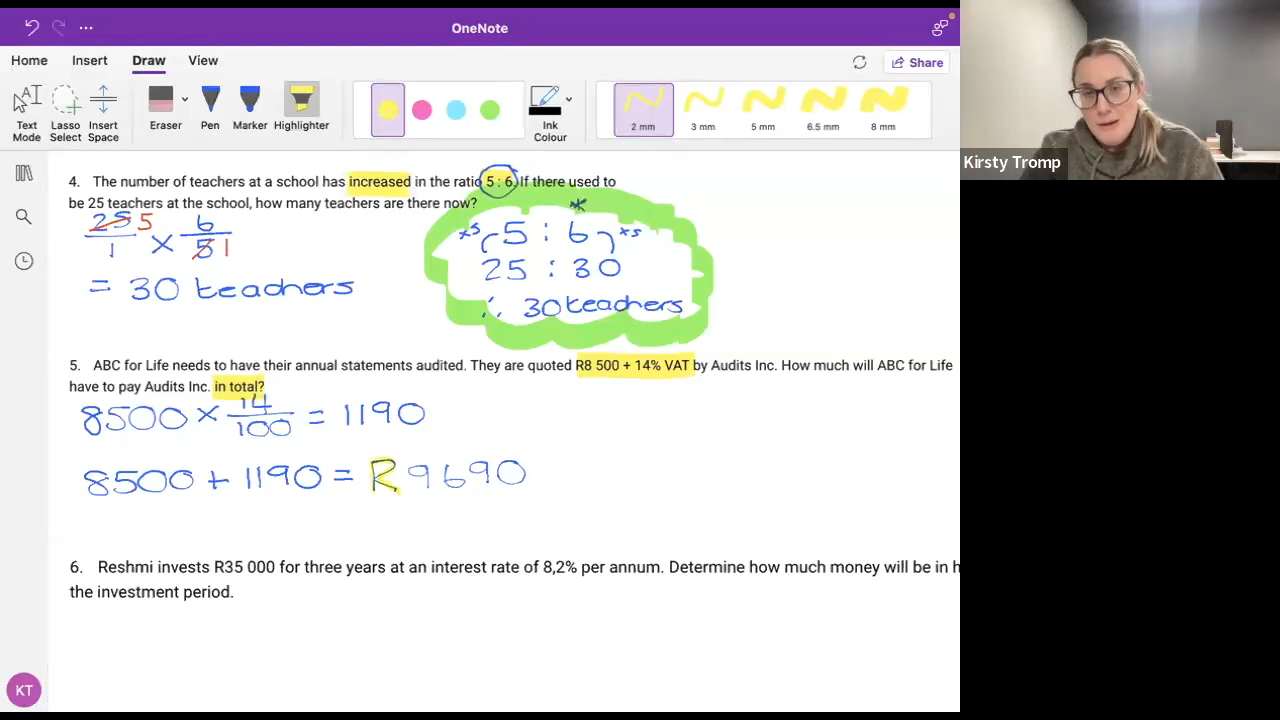 OneNote
Home Insert Draw View
Share
Text Mode
Lasso Select
Insert Space
Eraser
Pen
Marker
Highlighter
Ink Colour
2 mm
3 mm
5 mm
6.5 mm
8 mm
Kirsty Tromp
4. The number of teachers at a school has increased in the ratio 5 : 6. If there used to
be 25 teachers at the school, how many teachers are there now?
25 5 / 1 × 6 / 5 1
= 30 teachers
*
×5 5 : 6 ×5
25 : 30
∴ 30 teachers
5. ABC for Life needs to have their annual statements audited. They are quoted R8 500 + 14% VAT by Audits Inc. How much will ABC for Life
have to pay Audits Inc. in total?
8500 × 14/100 = 1190
8500 + 1190 = R9690
6. Reshmi invests R35 000 for three years at an interest rate of 8,2% per annum. Determine how much money will be in
the investment period.
KT